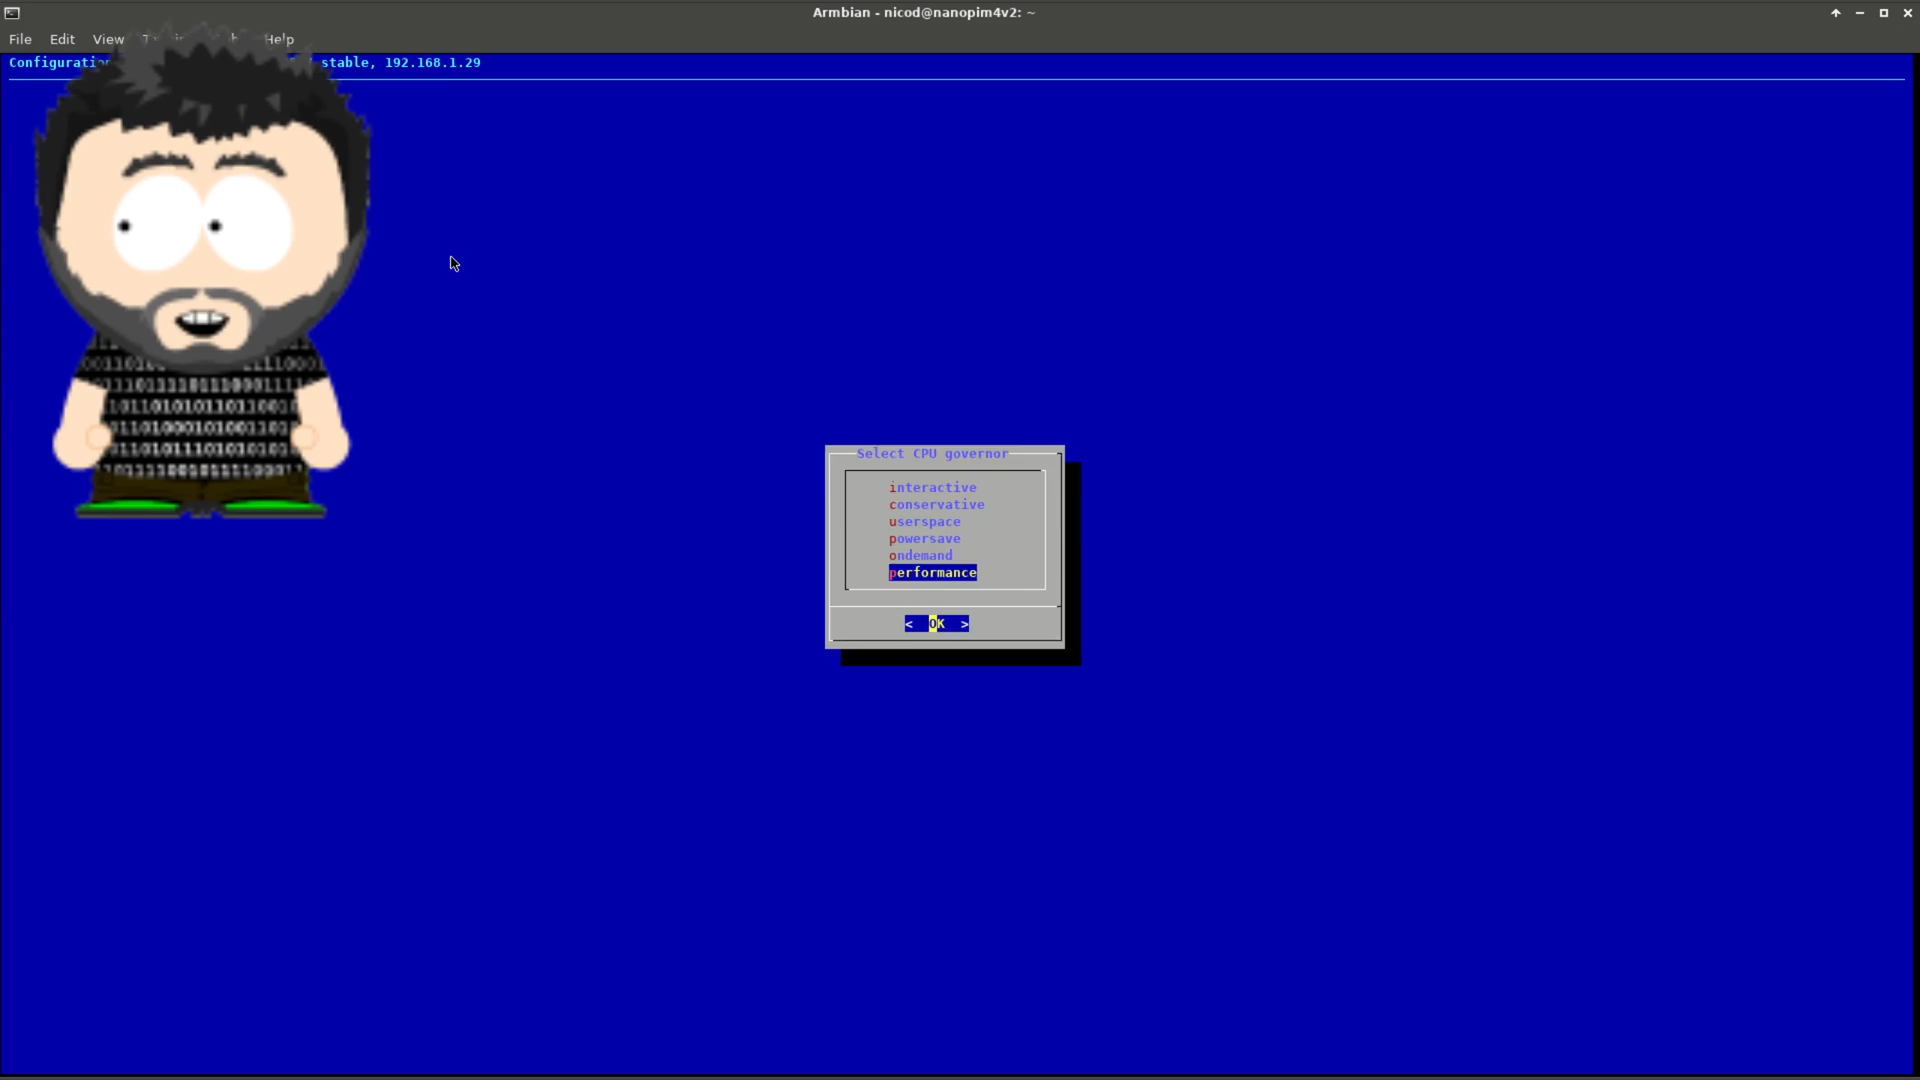 Armbian - nicod@nanopim4v2: ~
File Edit View Help
stable, 192.168.1.29
Select CPU governor
interactive
conservative
userspace
powersave
ondemand
performance
< OK >